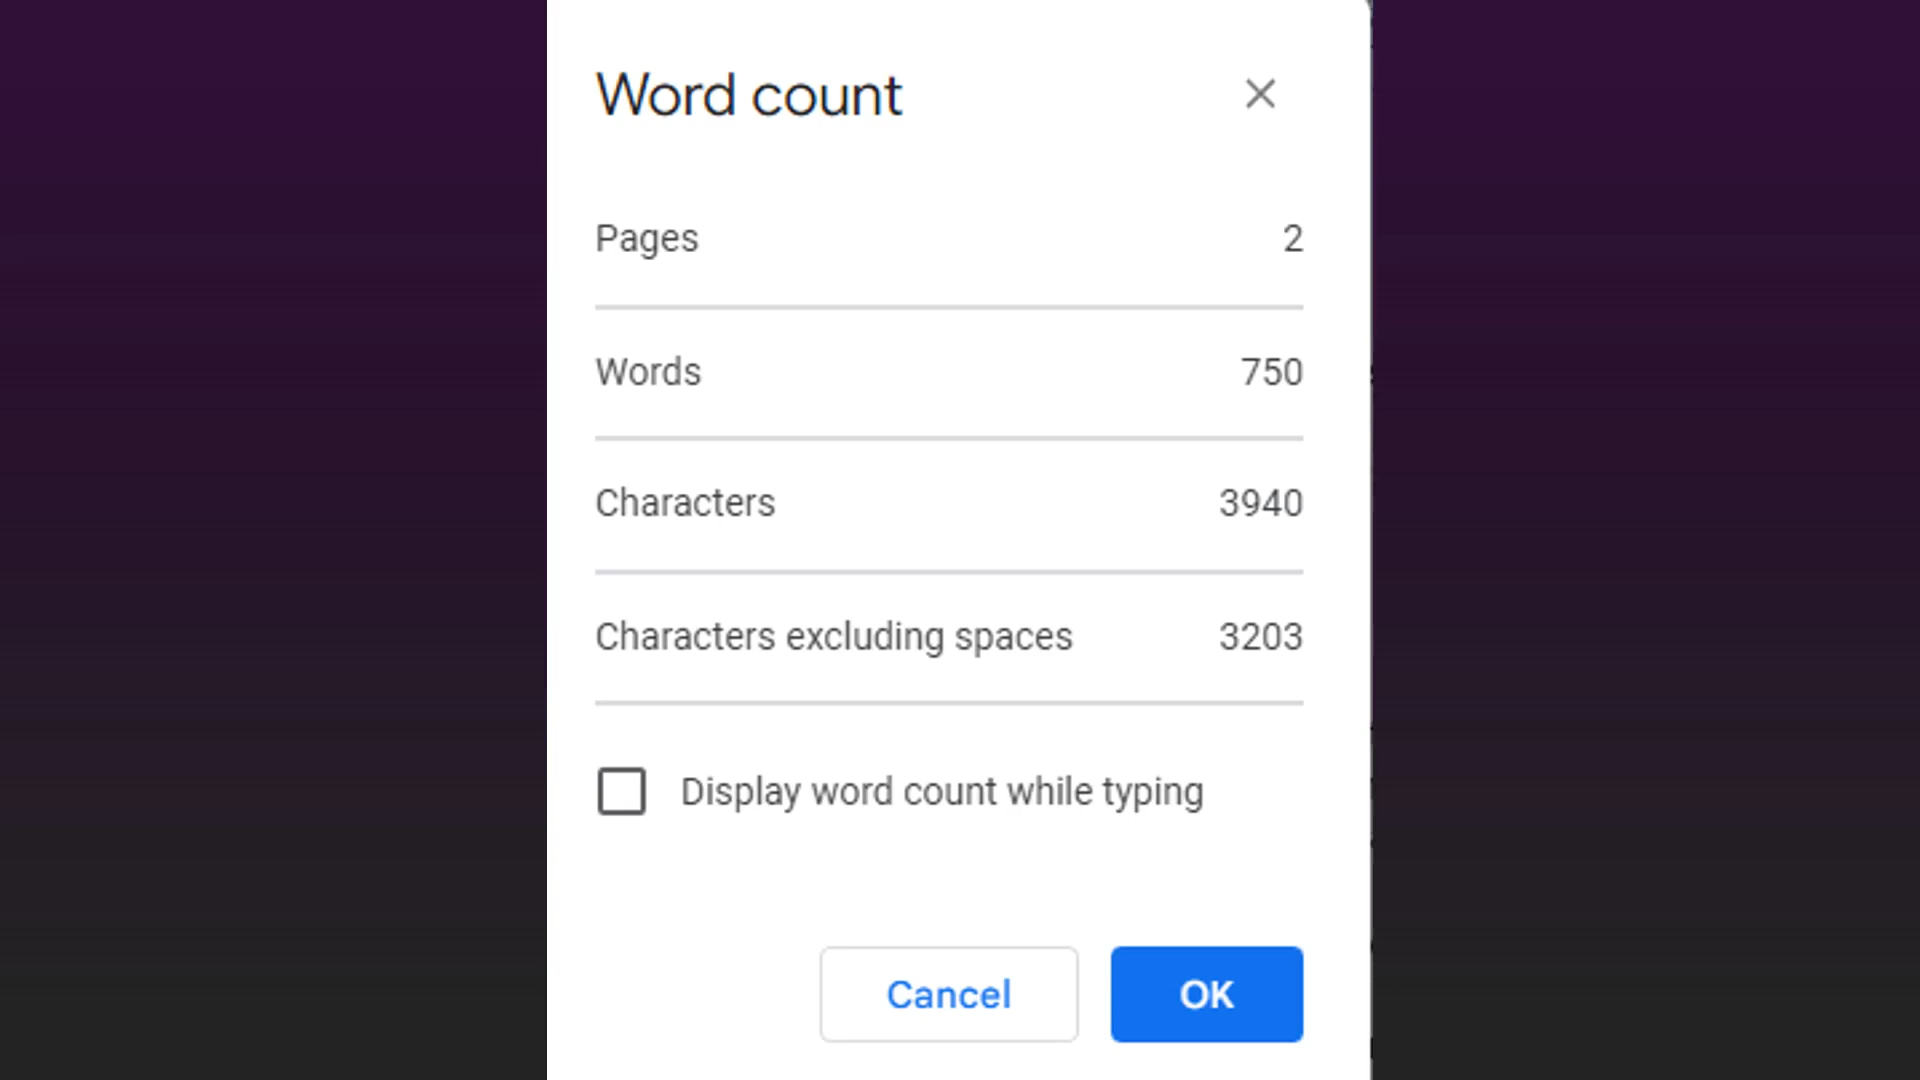 Word count
Pages 2
Words 750
Characters 3940
Characters excluding spaces 3203
Display word count while typing
Cancel OK